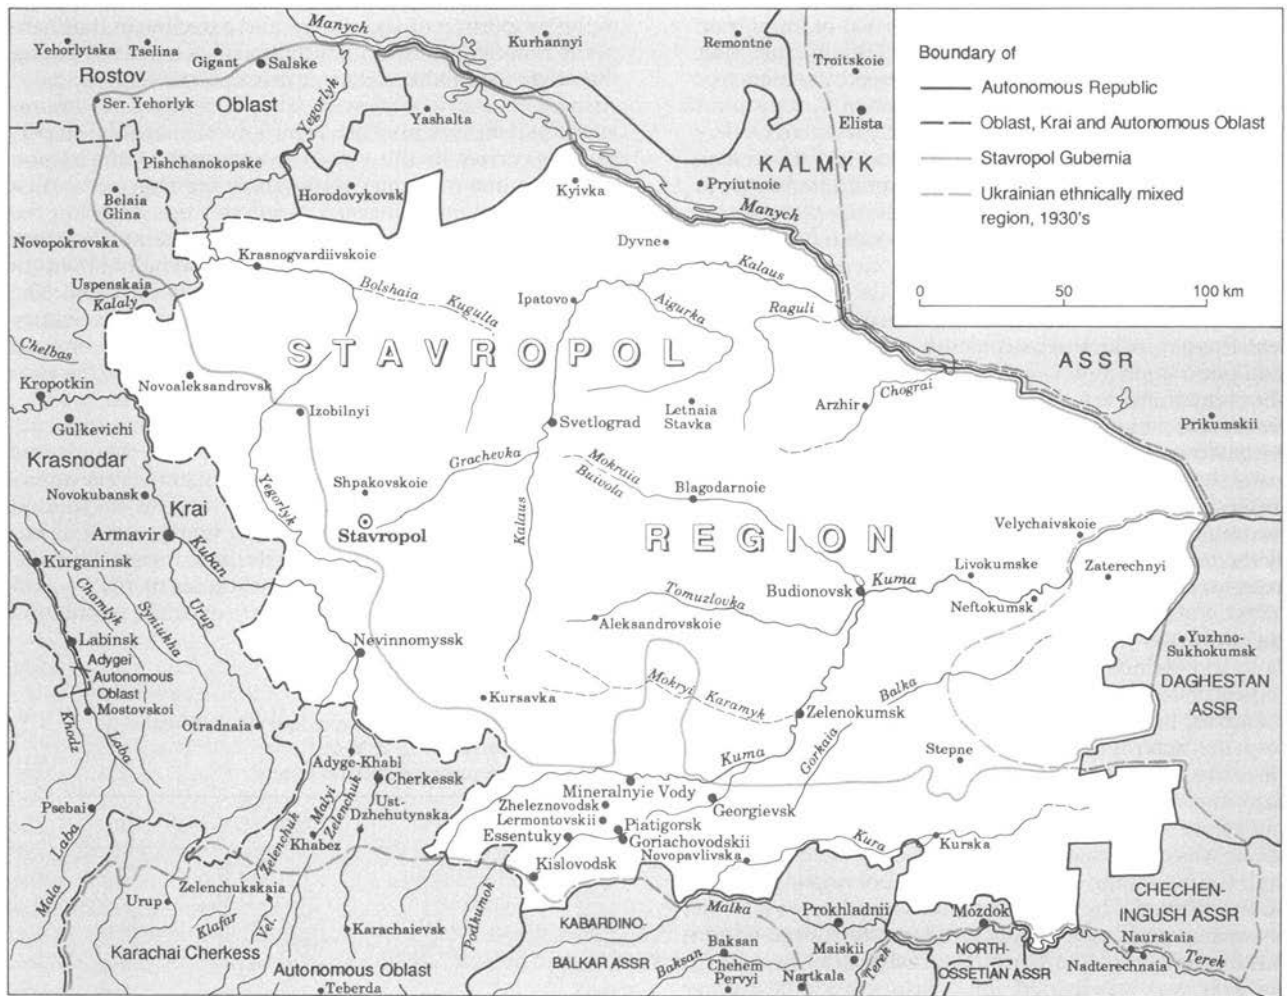 Manych
Kurhannyi
Remontne
Yehorlytska
Tselina
Gigant
Salske
Troitskoie
Rostov
Oblast
Ser. Yehorlyk
Yegorlyk
Yashalta
Elista
Pishchanokopske
KALMYK
Belaia
Glina
Horodovykovsk
Kyivka
Pryiutnoie
Manych
Novopokrovska
Dyvne
Krasnogvardiivskoie
Uspenskaia
Kalaly
Bolshaia
Kugulla
Ipatovo
Kalaus
Aigurka
Raguli
Boundary of
Autonomous Republic
Oblast, Krai and Autonomous Oblast
Stavropol Gubernia
Ukrainian ethnically mixed
region, 1930's
0 50 100 km
STAVROPOL
ASSR
Chelbas
Kropotkin
Novoaleksandrovsk
Gulkevichi
Izobilnyi
Svetlograd
Letnaia
Stavka
Arzhir
Chograi
Prikumskii
Krasnodar
Krai
Novokubansk
Grachevka
Mokraia
Buivola
Shpakovskoie
Yegorlyk
Stavropol
Kalaus
Blagodarnoie
REGION
Velychaivskoie
Armavir
Kuban
Kurganinsk
Chamlyk
Syniukha
Urup
Livokumske
Zaterechnyi
Budionovsk
Kuma
Neftokumsk
Tomuzlovka
Aleksandrovskoie
Labinsk
Nevinnomyssk
Yuzhno-
Sukhokumsk
Adygei
Autonomous
Oblast
Mostovskoi
DAGHESTAN
ASSR
Kursavka
Mokryi Karamyk
Balka
Gorkaia
Zelenokumsk
Khodz
Laba
Otradnaia
Stepne
Kuma
Adyge-Khabl
Cherkessk
Malyi
Zelenchuk
Ust-
Dzhehutynska
Mineralnyie Vody
Zheleznovodsk
Lermontovskii
Georgievsk
Piatigorsk
Essentuky
Goriachovodskii
Novopavlivska
Kura
Kurska
Psebai
Laba
Mala
Khabez
Zelenchuk
Kislovodsk
Zelenchukskaia
Urup
Klafar
Vel.
Karachaievsk
Podkumok
Karachai Cherkess
Autonomous Oblast
Teberda
KABARDINO-
BALKAR ASSR
Malka
Prokhladnii
Mozdok
Baksan
Baksan
Chehem
Pervyi
Maiskii
Nartkala
Terek
NORTH-
OSSETIAN ASSR
CHECHEN-
INGUSH ASSR
Naurskaia
Nadterechnaia
Terek